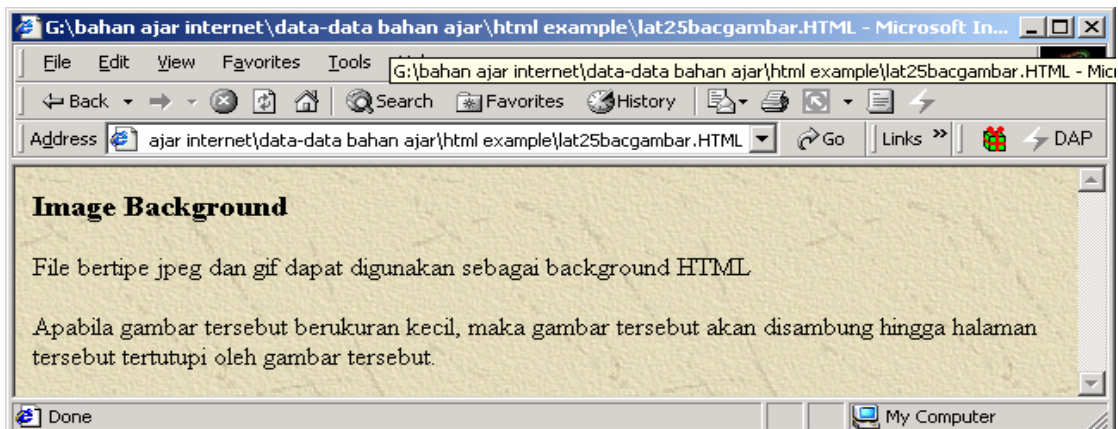 G:\bahan ajar internet\data-data bahan ajar\html example\lat25bacgambar.HTML - Microsoft In...
File Edit View Favorites Tools
G:\bahan ajar internet\data-data bahan ajar\html example\lat25bacgambar.HTML - Micr
Back Search Favorites History
Address ajar internet\data-data bahan ajar\html example\lat25bacgambar.HTML Go Links » DAP
Image Background
File bertipe jpeg dan gif dapat digunakan sebagai background HTML
Apabila gambar tersebut berukuran kecil, maka gambar tersebut akan disambung hingga halaman
tersebut tertutupi oleh gambar tersebut.
Done My Computer